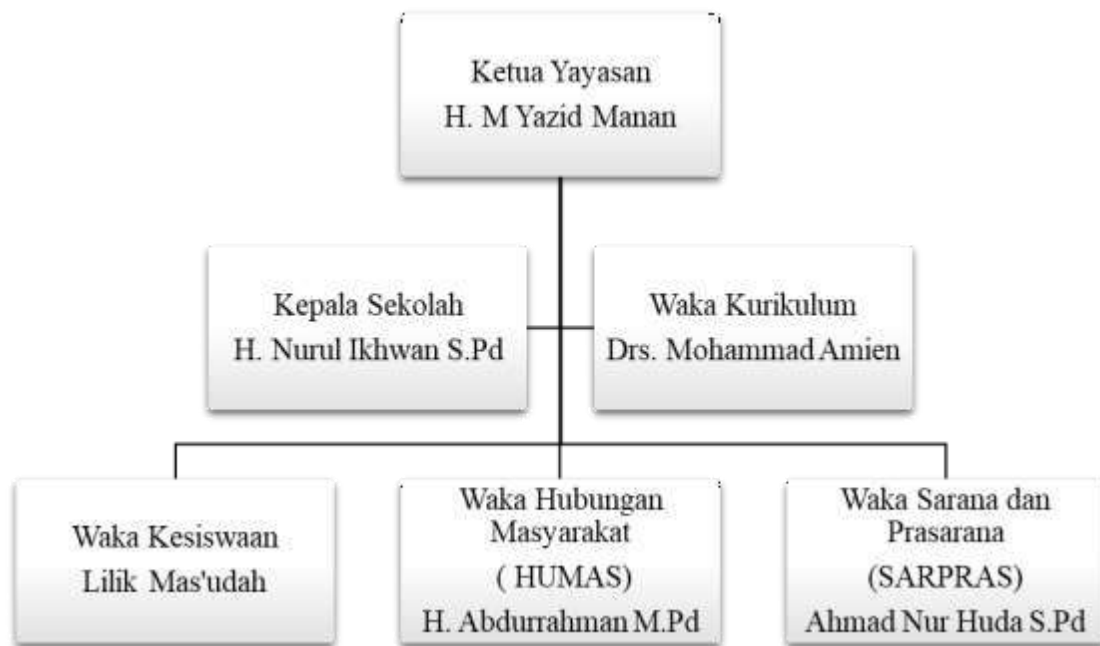 Ketua Yayasan
H. M Yazid Manan
Kepala Sekolah
H. Nurul Ikhwan S.Pd
Waka Kurikulum
Drs. Mohammad Amien
Waka Kesiswaan
Lilik Mas'udah
Waka Hubungan
Masyarakat
( HUMAS)
H. Abdurrahman M.Pd
Waka Sarana dan
Prasarana
(SARPRAS)
Ahmad Nur Huda S.Pd